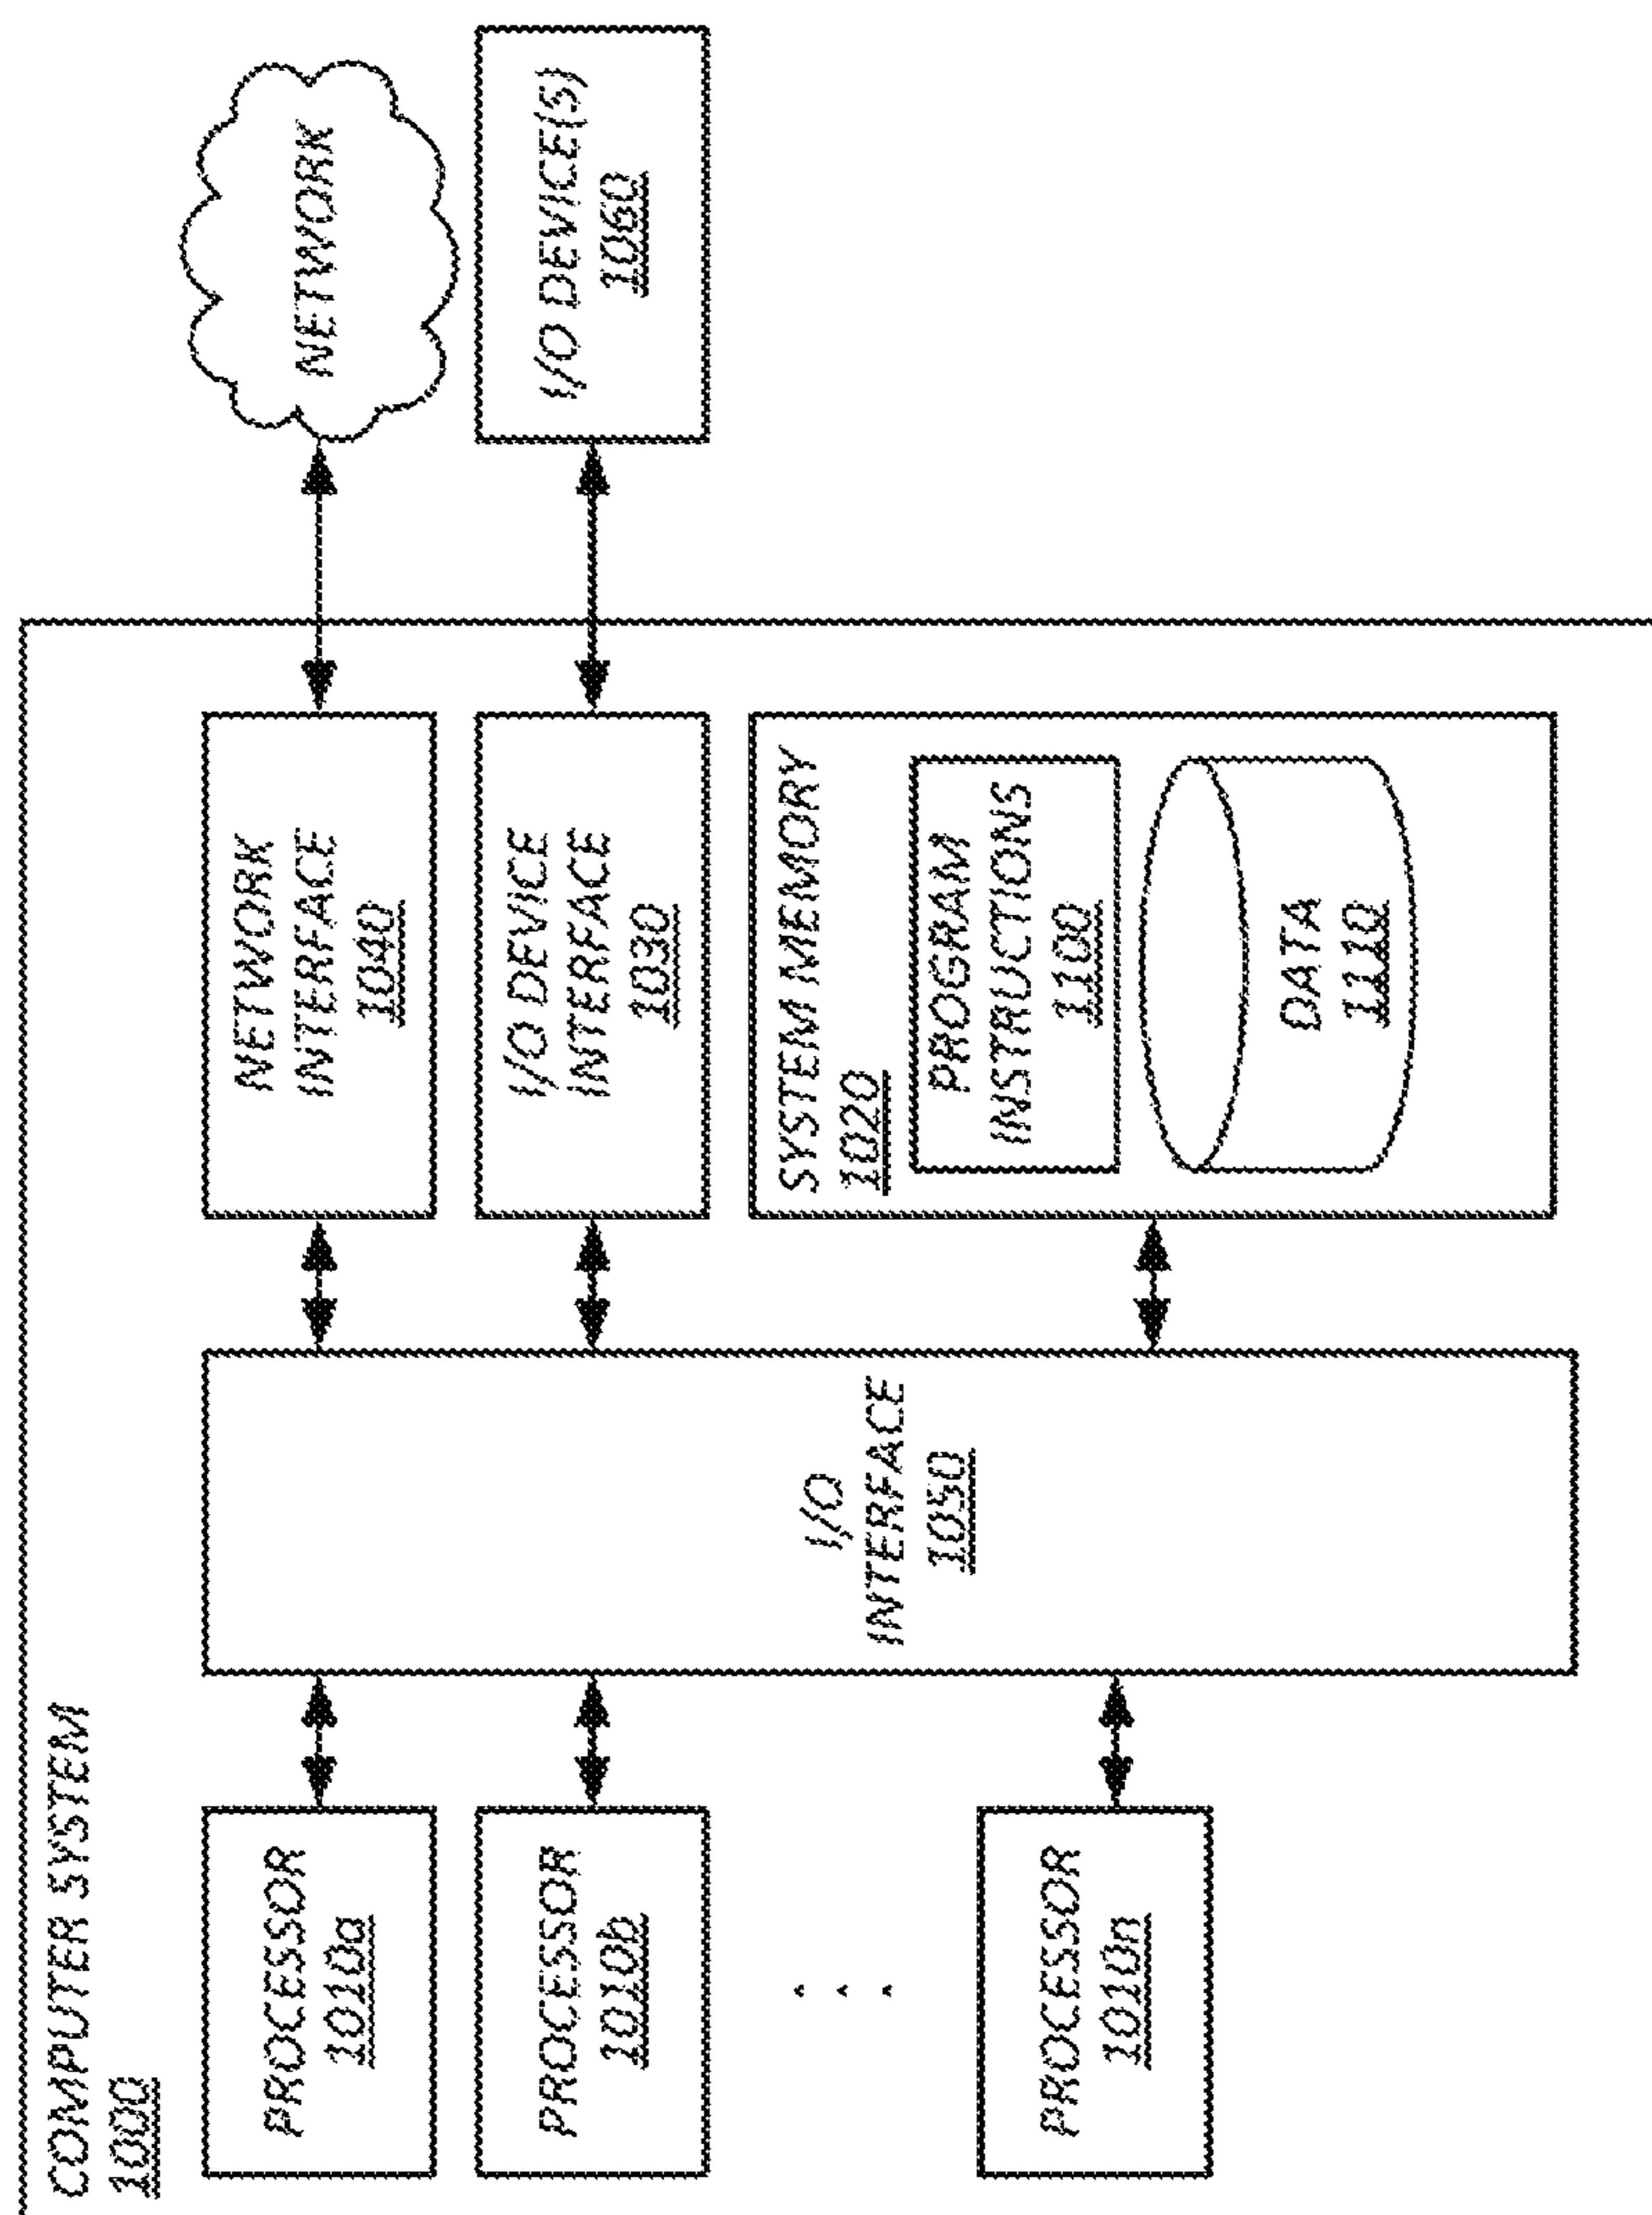 COMPUTER SYSTEM
1000
PROCESSOR
1010a
PROCESSOR
1010b
PROCESSOR
1010n
I/O
INTERFACE
1050
NETWORK
INTERFACE
1040
I/O DEVICE
INTERFACE
1030
SYSTEM MEMORY
1020
PROGRAM
INSTRUCTIONS
1100
DATA
1110
NETWORK
I/O DEVICE(S)
1060